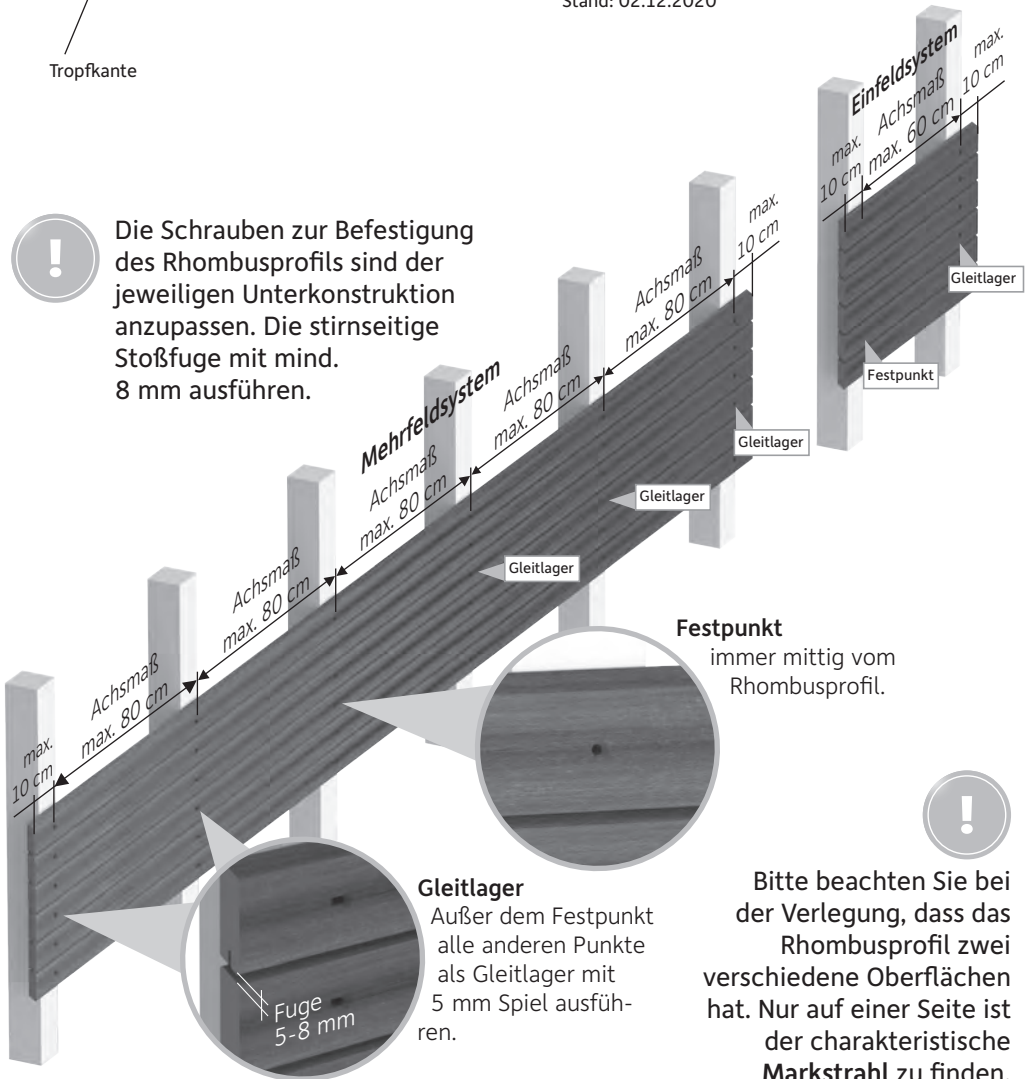 Stand: 02.12.2020
Tropfkante
Einfeldsystem
max.
10 cm
Achsmaß
max. 60 cm
max.
10 cm
Gleitlager
Festpunkt
!
Die Schrauben zur Befestigung
des Rhombusprofils sind der
jeweiligen Unterkonstruktion
anzupassen. Die stirnseitige
Stoßfuge mit mind.
8 mm ausführen.
Mehrfeldsystem
max.
10 cm
Achsmaß
max. 80 cm
Achsmaß
max. 80 cm
Achsmaß
max. 80 cm
Achsmaß
max. 80 cm
Achsmaß
max. 80 cm
max.
10 cm
Gleitlager
Gleitlager
Gleitlager
Festpunkt
immer mittig vom
Rhombusprofil.
Gleitlager
Außer dem Festpunkt
alle anderen Punkte
als Gleitlager mit
5 mm Spiel ausfüh-
ren.
Fuge
5-8 mm
!
Bitte beachten Sie bei
der Verlegung, dass das
Rhombusprofil zwei
verschiedene Oberflächen
hat. Nur auf einer Seite ist
der charakteristische
Markstrahl zu finden.